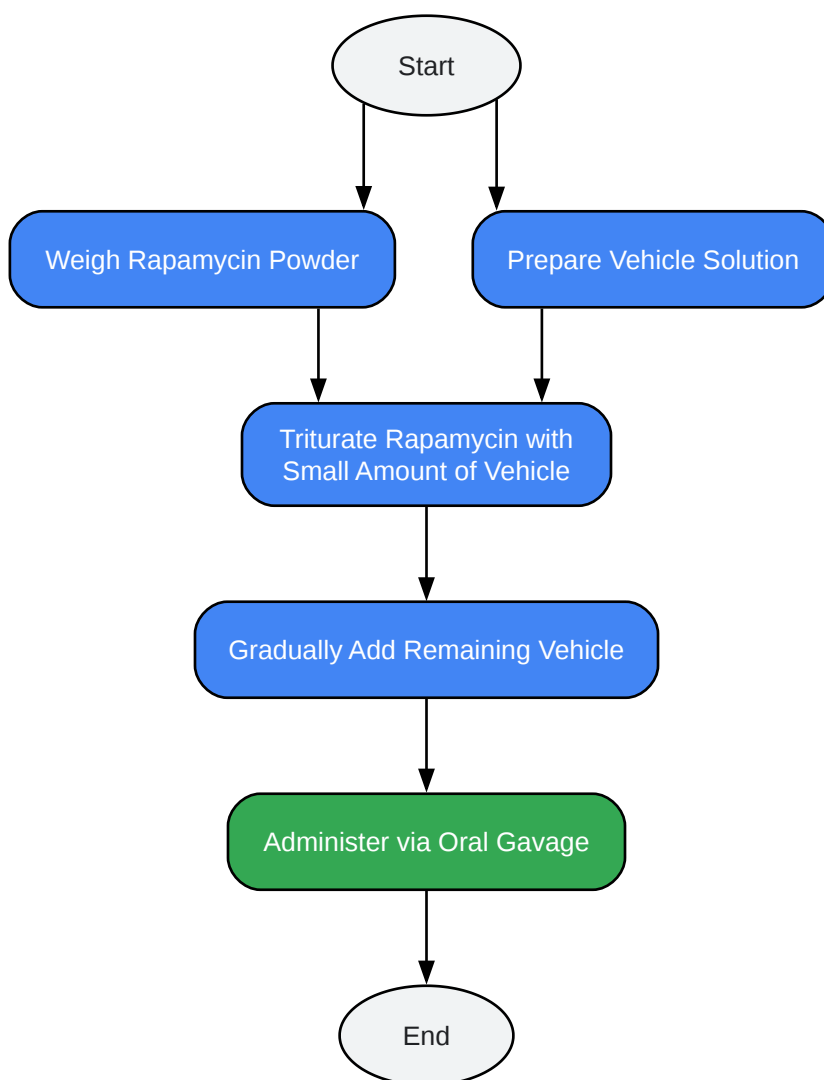 Start
Weigh Rapamycin Powder
Prepare Vehicle Solution
Triturate Rapamycin with
Small Amount of Vehicle
Gradually Add Remaining Vehicle
Administer via Oral Gavage
End